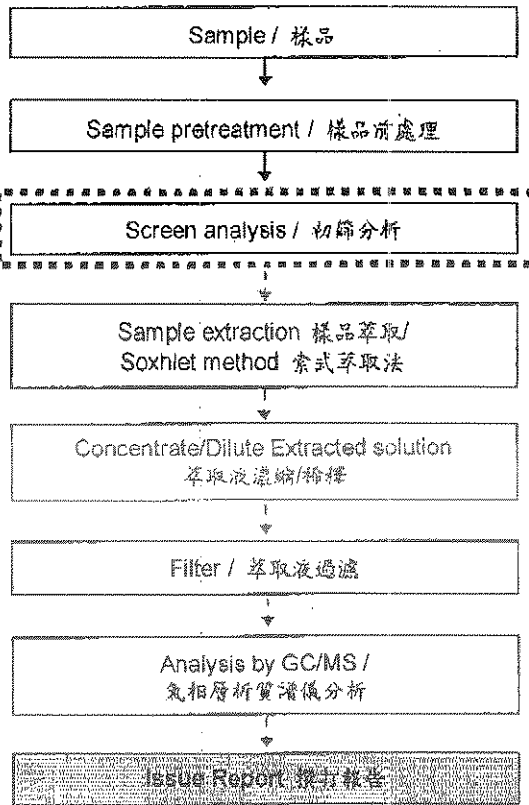 Sample / 樣品
Sample pretreatment / 樣品前處理
Screen analysis / 初篩分析
Sample extraction 樣品萃取/
Soxhlet method 索式萃取法
Concentrate/Dilute Extracted solution
萃取液濃縮/稀釋
Filter / 萃取液過濾
Analysis by GC/MS /
氣相層析質譜儀分析
Issue Report 繕打報告